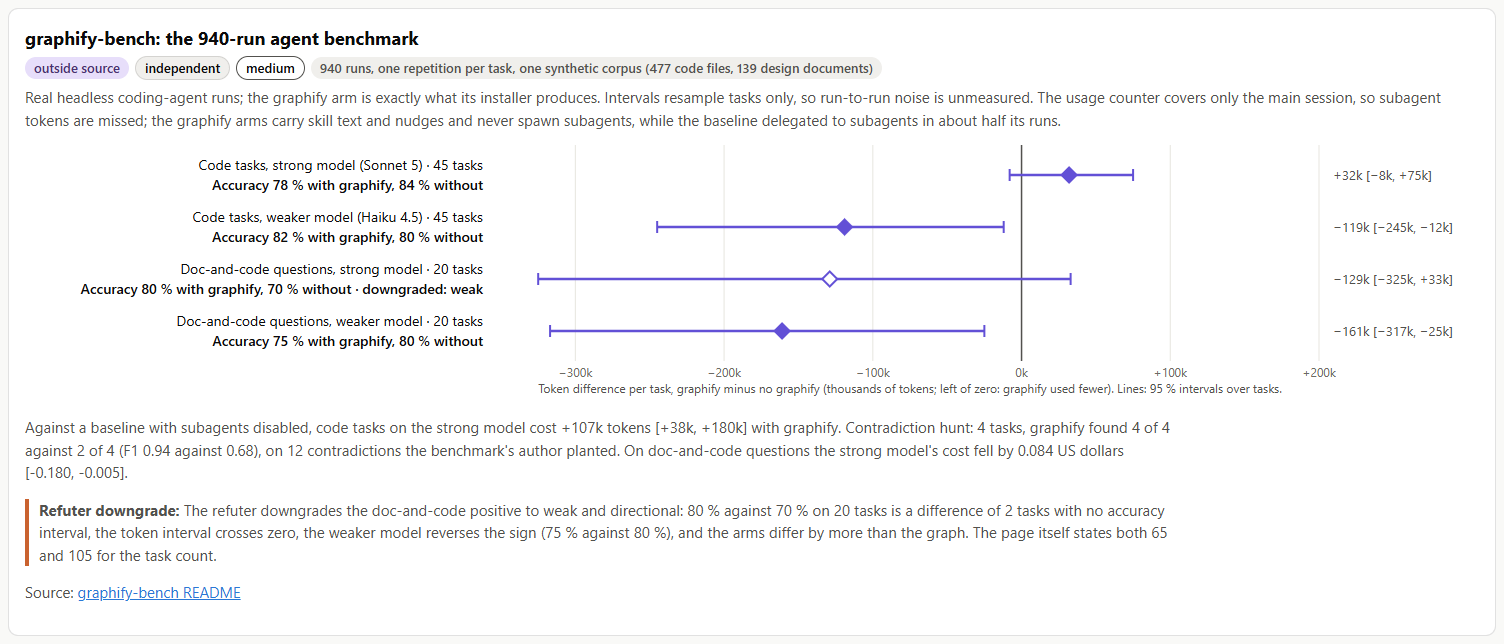 graphify-bench: the 940-run agent benchmark
outside source
independent
medium
940 runs, one repetition per task, one synthetic corpus (477 code files, 139 design documents)
Real headless coding-agent runs; the graphify arm is exactly what its installer produces. Intervals resample tasks only, so run-to-run noise is unmeasured. The usage counter covers only the main session, so subagent
tokens are missed; the graphify arms carry skill text and nudges and never spawn subagents, while the baseline delegated to subagents in about half its runs.
Code tasks, strong model (Sonnet 5) · 45 tasks
Accuracy 78 % with graphify, 84 % without
+32k [−8k, +75k]
Code tasks, weaker model (Haiku 4.5) · 45 tasks
Accuracy 82 % with graphify, 80 % without
−119k [−245k, −12k]
Doc-and-code questions, strong model · 20 tasks
Accuracy 80 % with graphify, 70 % without · downgraded: weak
−129k [−325k, +33k]
Doc-and-code questions, weaker model · 20 tasks
Accuracy 75 % with graphify, 80 % without
−161k [−317k, −25k]
−300k −200k −100k 0k +100k +200k
Token difference per task, graphify minus no graphify (thousands of tokens; left of zero: graphify used fewer). Lines: 95 % intervals over tasks.
Against a baseline with subagents disabled, code tasks on the strong model cost +107k tokens [+38k, +180k] with graphify. Contradiction hunt: 4 tasks, graphify found 4 of 4
against 2 of 4 (F1 0.94 against 0.68), on 12 contradictions the benchmark's author planted. On doc-and-code questions the strong model's cost fell by 0.084 US dollars
[-0.180, -0.005].
Refuter downgrade: The refuter downgrades the doc-and-code positive to weak and directional: 80 % against 70 % on 20 tasks is a difference of 2 tasks with no accuracy
interval, the token interval crosses zero, the weaker model reverses the sign (75 % against 80 %), and the arms differ by more than the graph. The page itself states both 65
and 105 for the task count.
Source: graphify-bench README